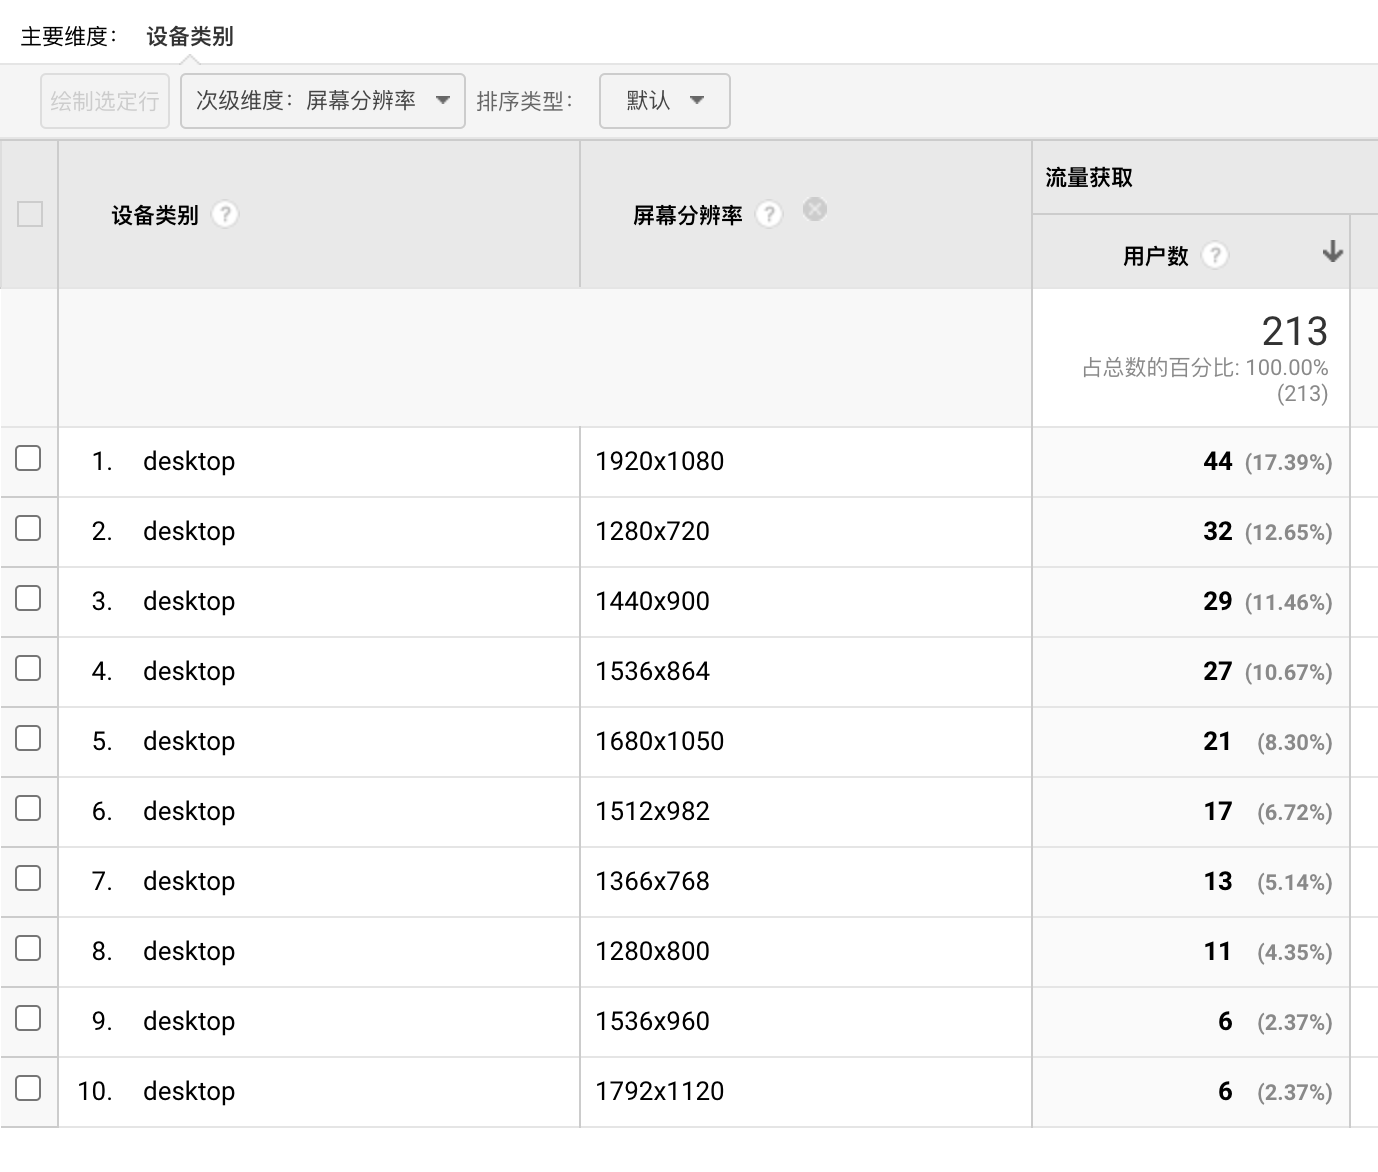 主要维度： 设备类别
绘制选定行 次级维度：屏幕分辨率 排序类型： 默认
流量获取
设备类别 ? 屏幕分辨率 ?
用户数 ?
213
占总数的百分比: 100.00%
(213)
1. desktop 1920x1080 44 (17.39%)
2. desktop 1280x720 32 (12.65%)
3. desktop 1440x900 29 (11.46%)
4. desktop 1536x864 27 (10.67%)
5. desktop 1680x1050 21 (8.30%)
6. desktop 1512x982 17 (6.72%)
7. desktop 1366x768 13 (5.14%)
8. desktop 1280x800 11 (4.35%)
9. desktop 1536x960 6 (2.37%)
10. desktop 1792x1120 6 (2.37%)